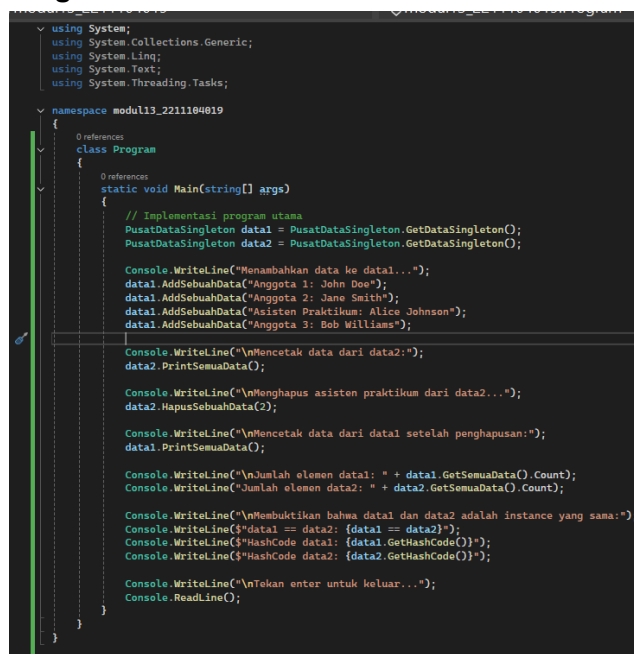 using System;
using System.Collections.Generic;
using System.Linq;
using System.Text;
using System.Threading.Tasks;
namespace modul13_2211104019
{
0 references
class Program
{
0 references
static void Main(string[] args)
{
// Implementasi program utama
PusatDataSingleton data1 = PusatDataSingleton.GetDataSingleton();
PusatDataSingleton data2 = PusatDataSingleton.GetDataSingleton();
Console.WriteLine("Menambahkan data ke data1...");
data1.AddSebuahData("Anggota 1: John Doe");
data1.AddSebuahData("Anggota 2: Jane Smith");
data1.AddSebuahData("Asisten Praktikum: Alice Johnson");
data1.AddSebuahData("Anggota 3: Bob Williams");
Console.WriteLine("\nMencetak data dari data2:");
data2.PrintSemuaData();
Console.WriteLine("\nMenghapus asisten praktikum dari data2...");
data2.HapusSebuahData(2);
Console.WriteLine("\nMencetak data dari data1 setelah penghapusan:");
data1.PrintSemuaData();
Console.WriteLine("\nJumlah elemen data1: " + data1.GetSemuaData().Count);
Console.WriteLine("Jumlah elemen data2: " + data2.GetSemuaData().Count);
Console.WriteLine("\nMembuktikan bahwa data1 dan data2 adalah instance yang sama:")
Console.WriteLine($"data1 == data2: {data1 == data2}");
Console.WriteLine($"HashCode data1: {data1.GetHashCode()}");
Console.WriteLine($"HashCode data2: {data2.GetHashCode()}");
Console.WriteLine("\nTekan enter untuk keluar...");
Console.ReadLine();
}
}
}